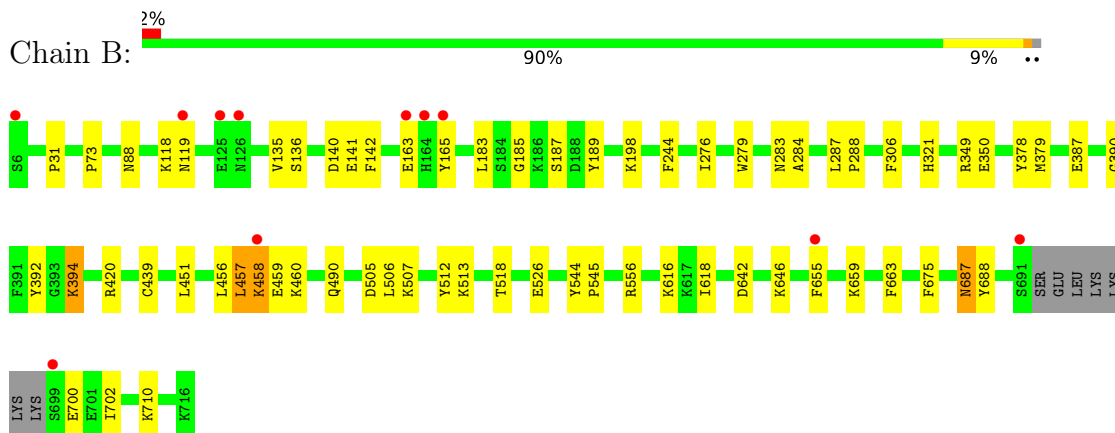 2%
Chain B:
90% 9% ••
S6 P31 P73 N88 K118 N119 E125 N126 V135 S136 D140 E141 F142 E163 H164 Y165 L183 S184 G185 K186 S187 D188 Y189 K198 F244 I276 W279 N283 A284 L287 P288 F306 H321 R349 E350 Y378 M379 E387
F391 Y392 G393 K394 R420 C439 L451 L456 L457 K458 E459 K460 Q490 D505 L506 K507 Y512 K513 T518 E526 Y544 P545 R556 K616 K617 I618 D642 K646 F655 K659 F663 F675 N687 Y688 S691 SER GLU LEU LYS LYS
LYS LYS S699 E700 E701 I702 K710 K716